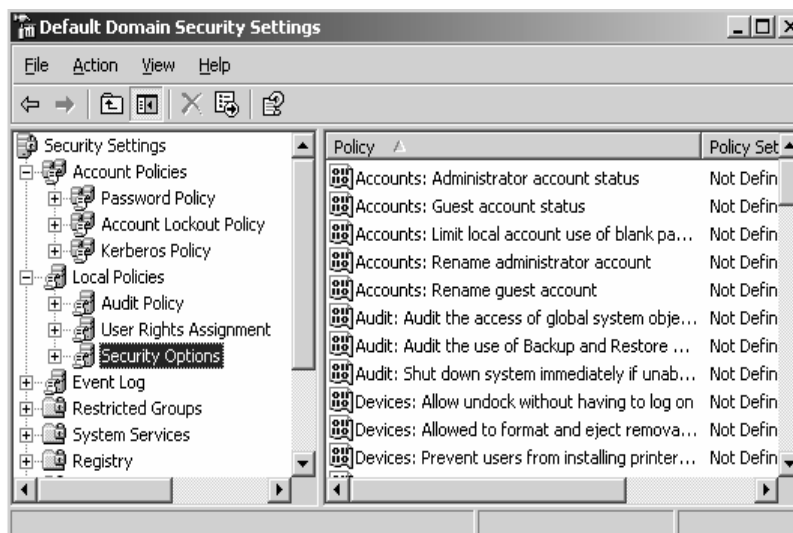 Default Domain Security Settings
File Action View Help
Security Settings
Account Policies
Password Policy
Account Lockout Policy
Kerberos Policy
Local Policies
Audit Policy
User Rights Assignment
Security Options
Event Log
Restricted Groups
System Services
Registry
Policy Policy Set
Accounts: Administrator account status Not Defin
Accounts: Guest account status Not Defin
Accounts: Limit local account use of blank pa... Not Defin
Accounts: Rename administrator account Not Defin
Accounts: Rename guest account Not Defin
Audit: Audit the access of global system obje... Not Defin
Audit: Audit the use of Backup and Restore ... Not Defin
Audit: Shut down system immediately if unab... Not Defin
Devices: Allow undock without having to log on Not Defin
Devices: Allowed to format and eject remova... Not Defin
Devices: Prevent users from installing printer... Not Defin